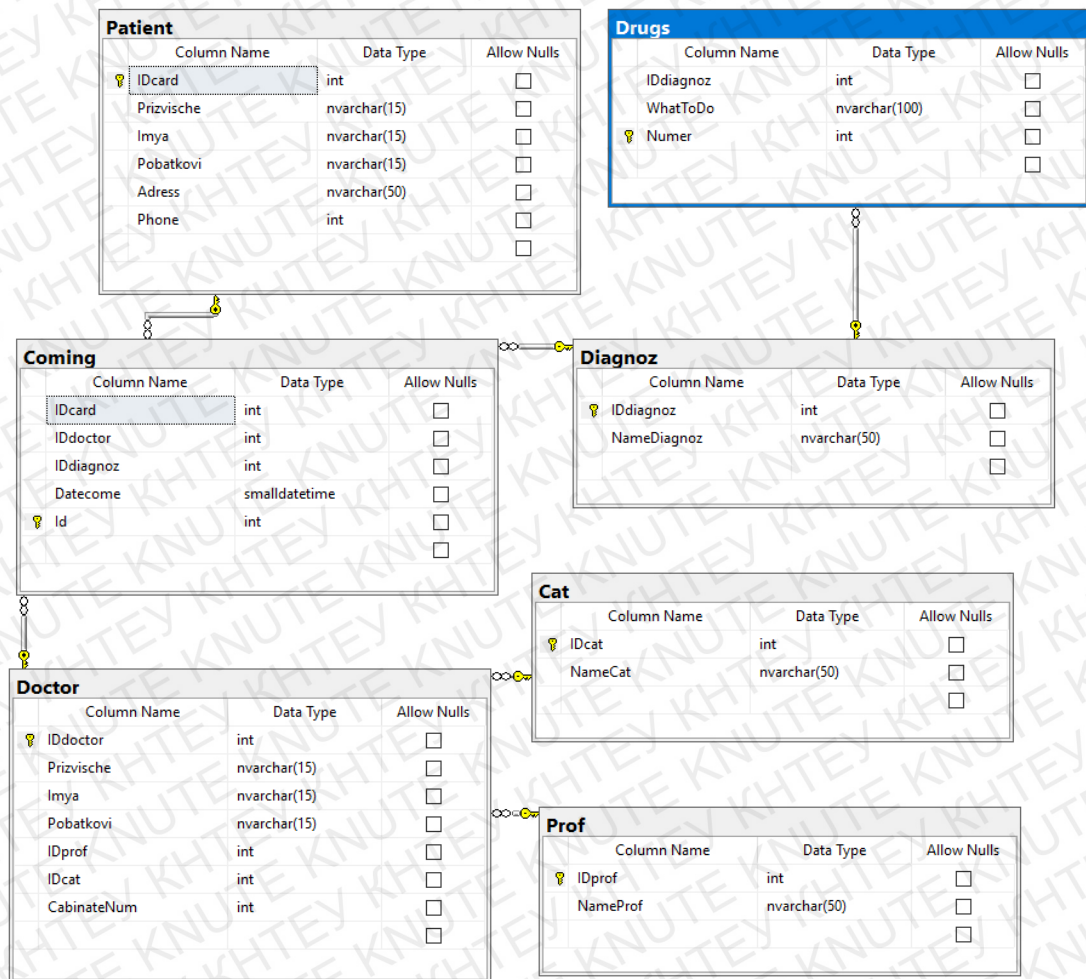 Patient
Column Name Data Type Allow Nulls
IDcard int
Prizvische nvarchar(15)
Imya nvarchar(15)
Pobatkovi nvarchar(15)
Adress nvarchar(50)
Phone int
Drugs
Column Name Data Type Allow Nulls
IDdiagnoz int
WhatToDo nvarchar(100)
Numer int
Coming
Column Name Data Type Allow Nulls
IDcard int
IDdoctor int
IDdiagnoz int
Datecome smalldatetime
Id int
Diagnoz
Column Name Data Type Allow Nulls
IDdiagnoz int
NameDiagnoz nvarchar(50)
Cat
Column Name Data Type Allow Nulls
IDcat int
NameCat nvarchar(50)
Doctor
Column Name Data Type Allow Nulls
IDdoctor int
Prizvische nvarchar(15)
Imya nvarchar(15)
Pobatkovi nvarchar(15)
IDprof int
IDcat int
CabinateNum int
Prof
Column Name Data Type Allow Nulls
IDprof int
NameProf nvarchar(50)